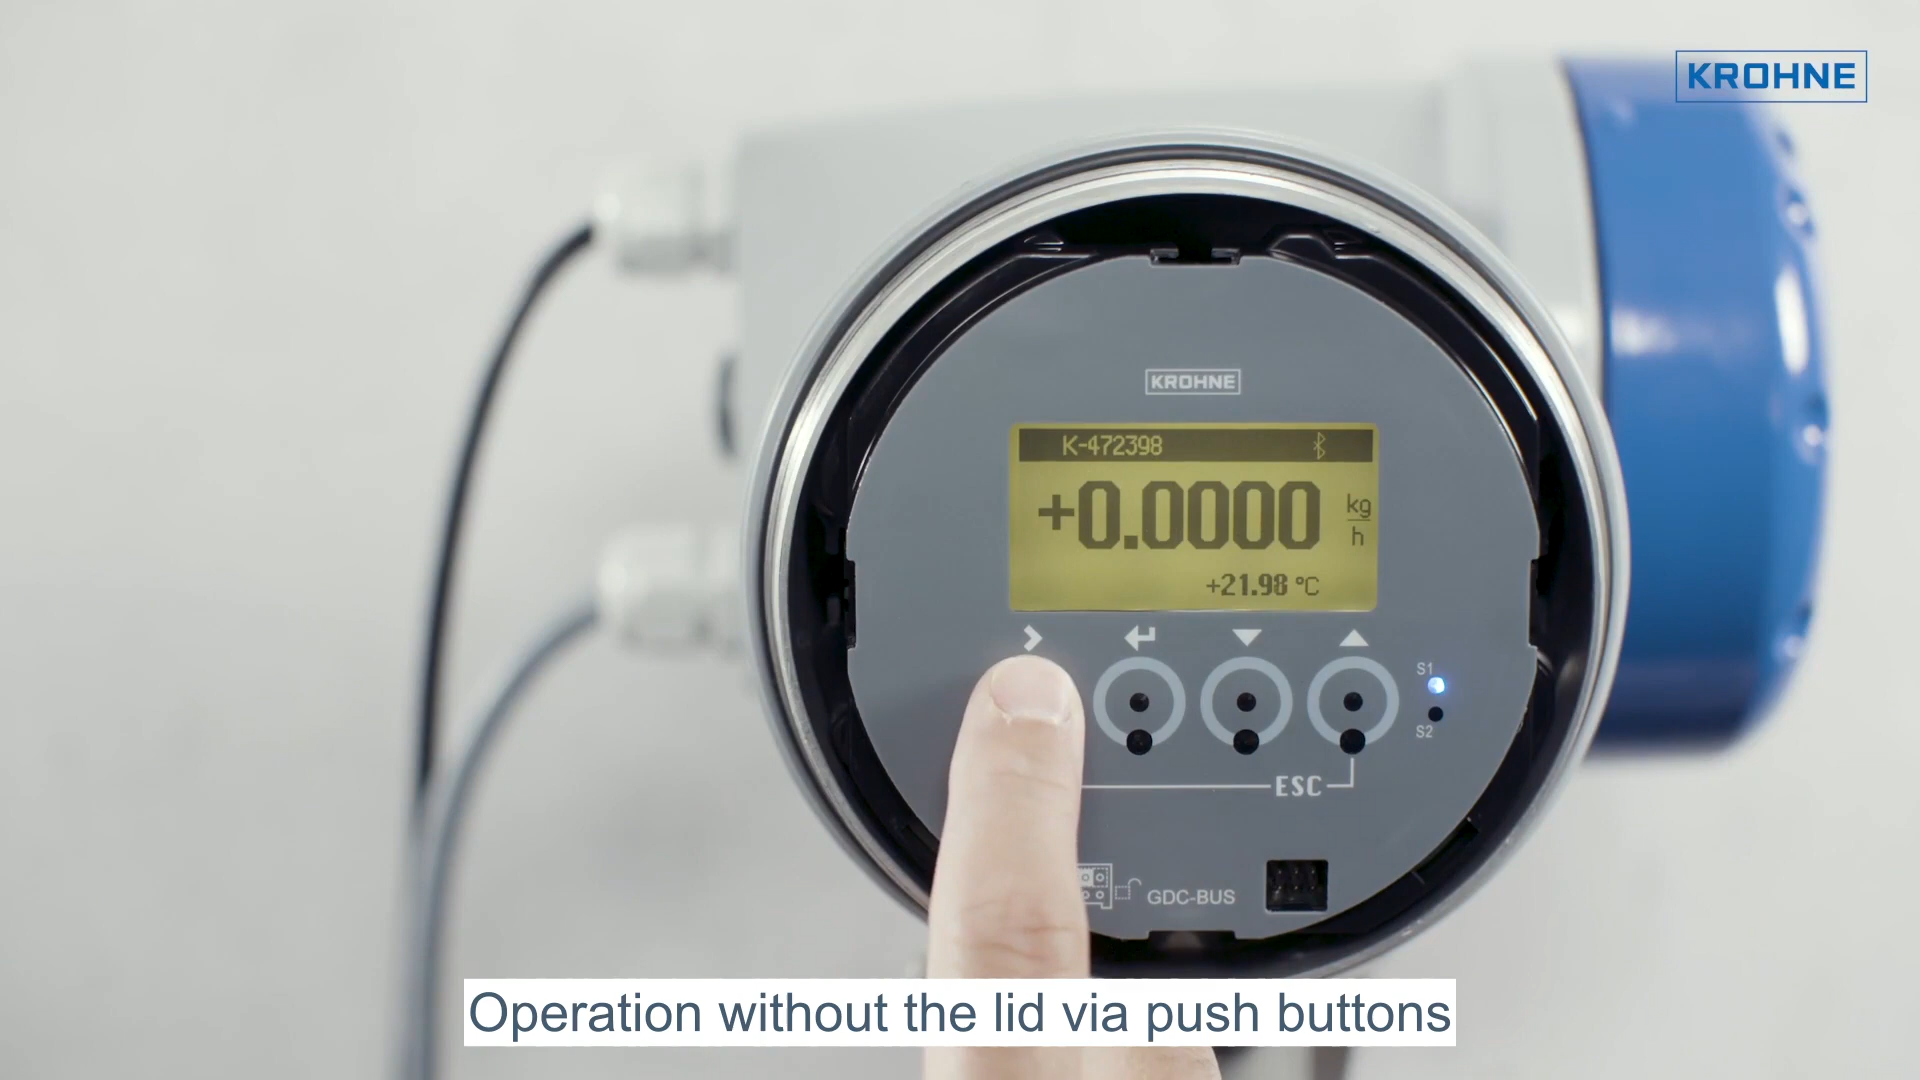 KROHNE
KROHNE
K-472398
+0.0000 kg/h
+21.98 °C
S1
S2
ESC
GDC-BUS
Operation without the lid via push buttons